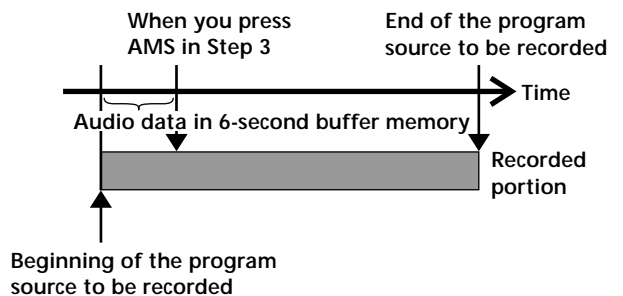 When you press
AMS in Step 3
End of the program
source to be recorded
Time
Audio data in 6-second buffer memory
Recorded
portion
Beginning of the program
source to be recorded